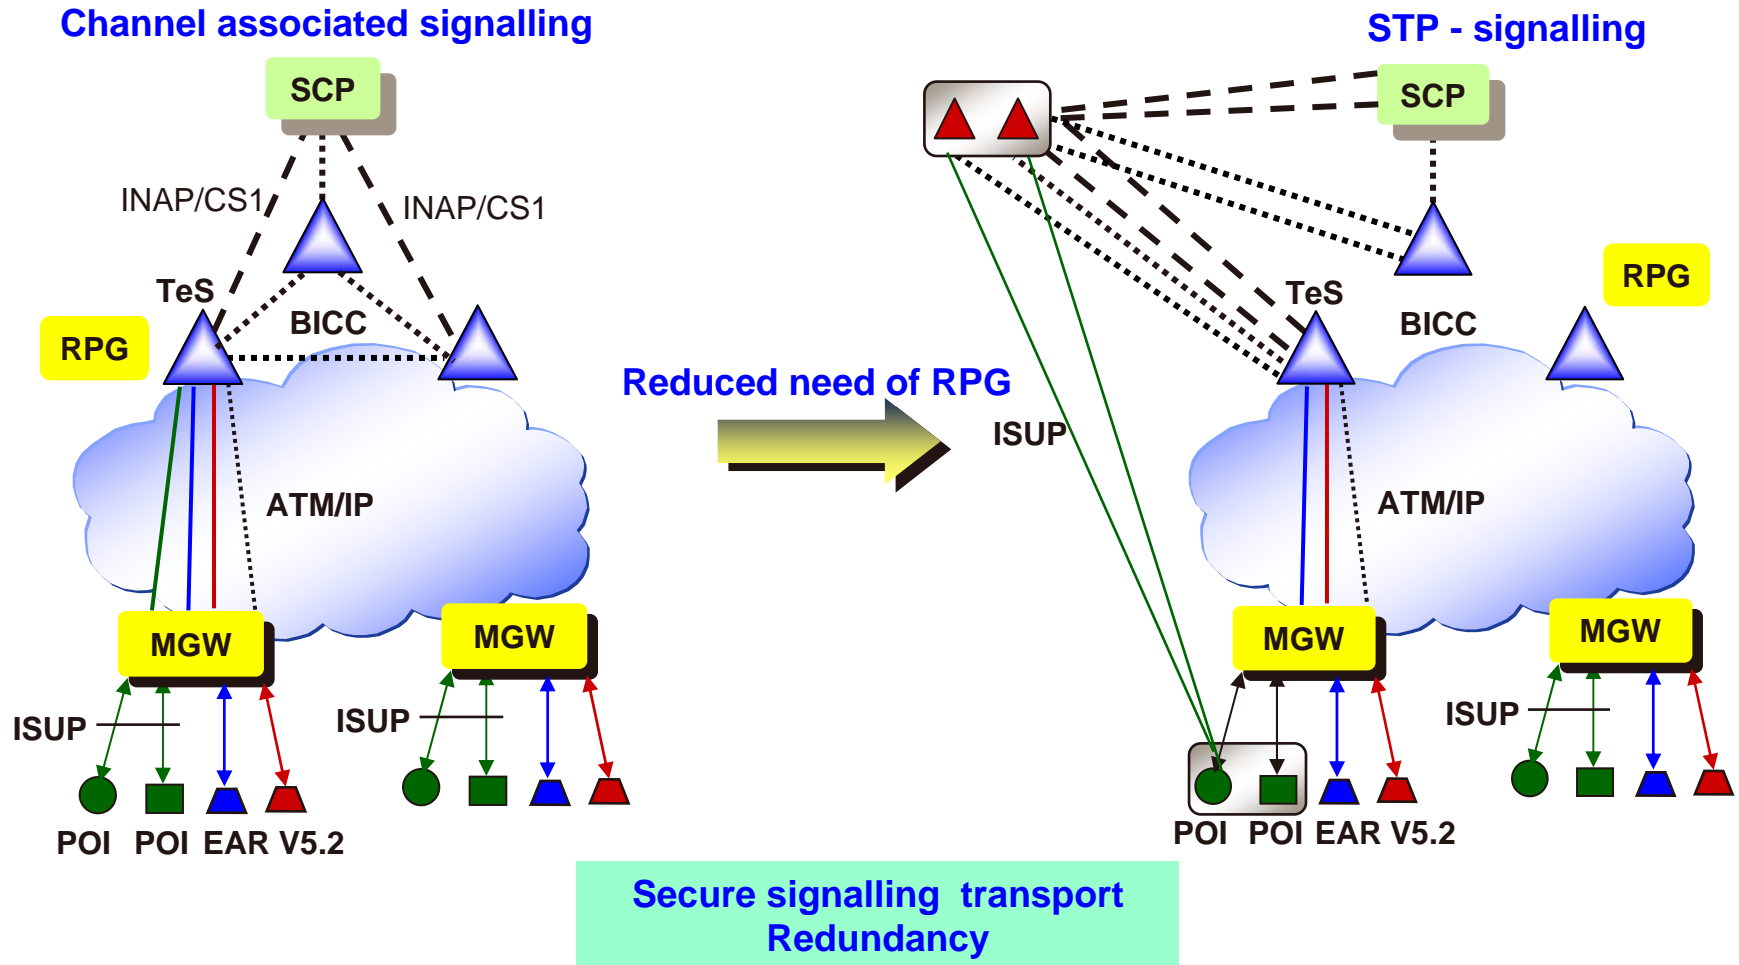 Channel associated signalling
SCP
INAP/CS1
INAP/CS1
TeS
BICC
RPG
ATM/IP
MGW
MGW
ISUP
ISUP
POI POI EAR V5.2
Reduced need of RPG
STP - signalling
SCP
RPG
TeS
BICC
ISUP
ATM/IP
MGW
MGW
ISUP
POI POI EAR V5.2
Secure signalling transport
Redundancy